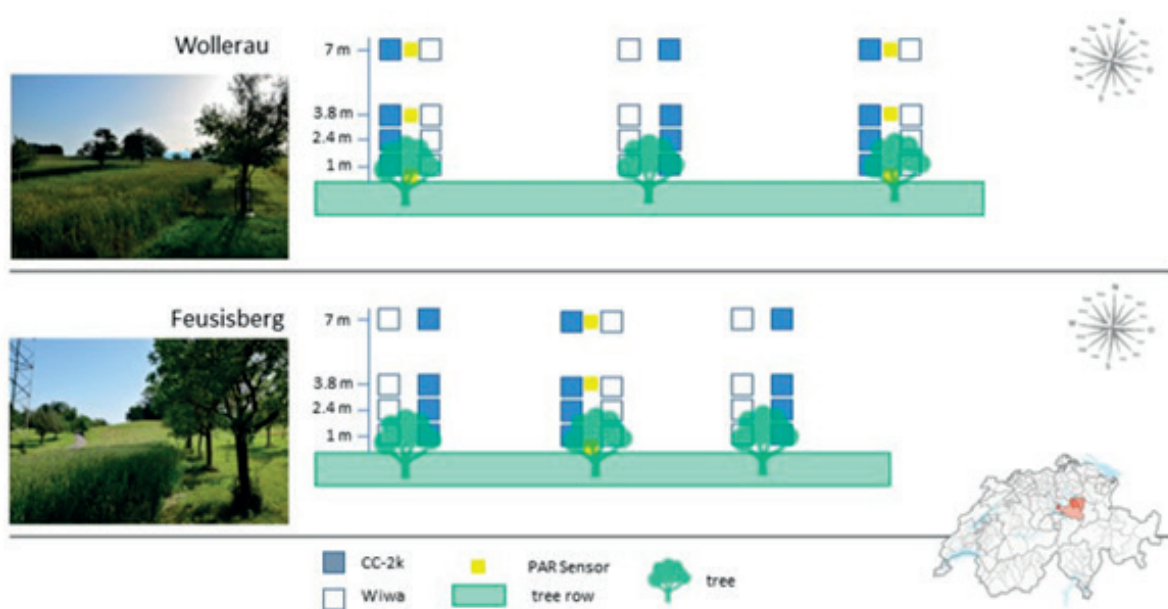 Wollerau
7 m
3.8 m
2.4 m
1 m
Feusisberg
7 m
3.8 m
2.4 m
1 m
CC-2k
PAR Sensor
tree
Wiwa
tree row